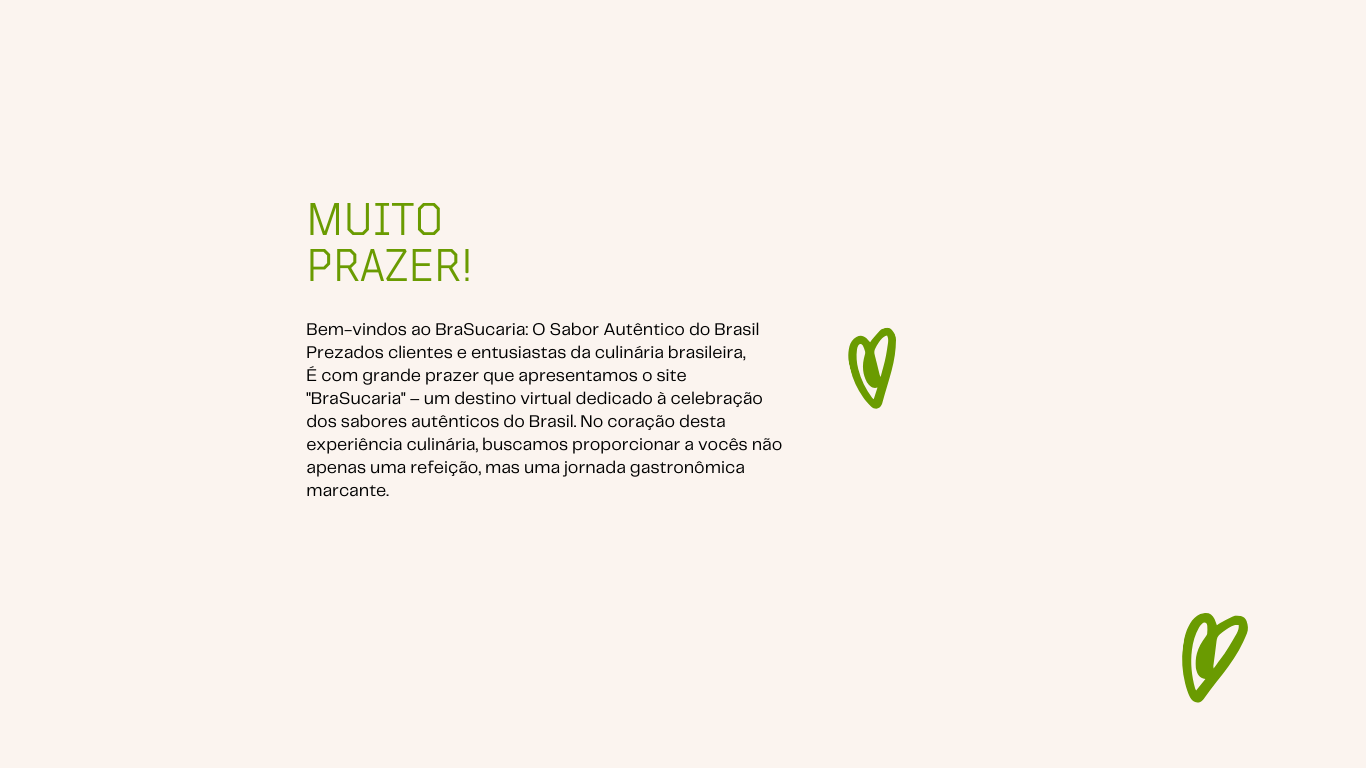 MUITO
PRAZER!
Bem-vindos ao BraSucaria: O Sabor Autêntico do Brasil
Prezados clientes e entusiastas da culinária brasileira,
É com grande prazer que apresentamos o site
"BraSucaria" – um destino virtual dedicado à celebração
dos sabores autênticos do Brasil. No coração desta
experiência culinária, buscamos proporcionar a vocês não
apenas uma refeição, mas uma jornada gastronômica
marcante.